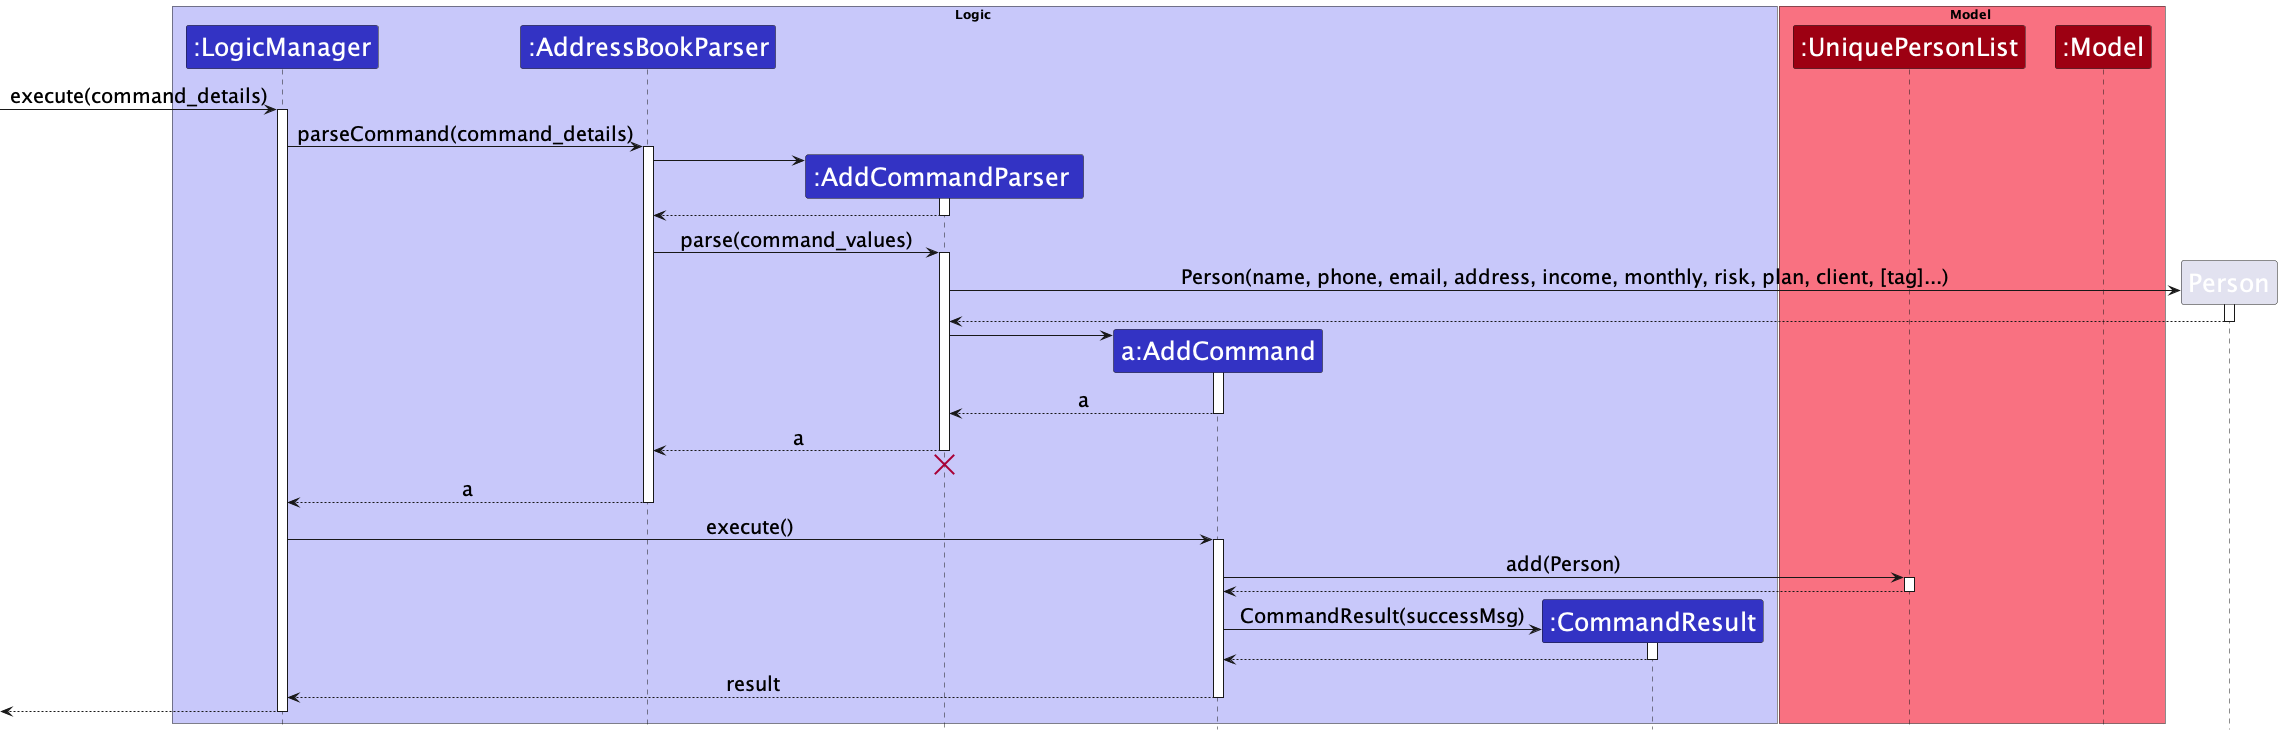 Logic
Model
:LogicManager
:AddressBookParser
:UniquePersonList
:Model
execute(command_details)
parseCommand(command_details)
:AddCommandParser
parse(command_values)
Person(name, phone, email, address, income, monthly, risk, plan, client, [tag]...)
Person
a:AddCommand
a
a
a
execute()
add(Person)
CommandResult(successMsg)
:CommandResult
result